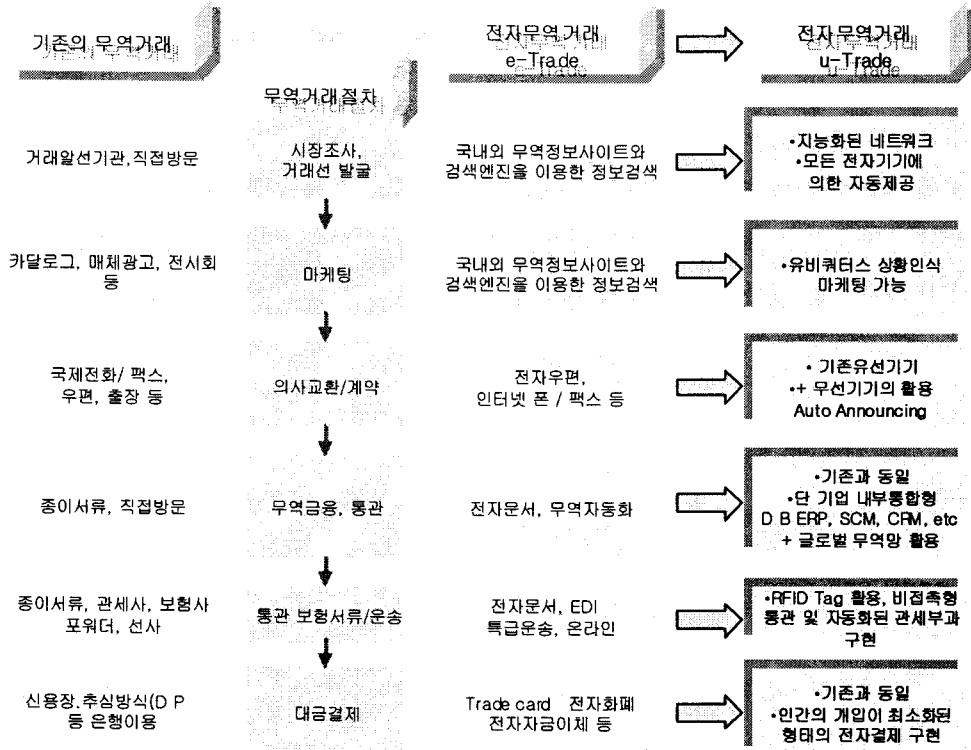 기존의 무역거래
무역거래절차
전자무역거래
e-Trade
전자무역거래
u-Trade
거래알선기관,직접방문
시장조사,
거래선 발굴
국내외 무역정보사이트와
검색엔진을 이용한 정보검색
•지능화된 네트워크
•모든 전자기기에
의한 자동제공
카달로그, 매체광고, 전시회
등
마케팅
국내외 무역정보사이트와
검색엔진을 이용한 정보검색
•유비쿼터스 상황인식
마케팅 가능
국제전화/ 팩스,
우편, 출장 등
의사교환/계약
전자우편,
인터넷 폰 / 팩스 등
• 기존유선기기
•+ 무선기기의 활용
Auto Announcing
종이서류, 직접방문
무역금융, 통관
전자문서, 무역자동화
•기존과 동일
•단 기업 내부통합형
D B ERP, SCM, CRM, etc
+ 글로벌 무역망 활용
종이서류, 관세사, 보험사
포워더, 선사
통관 보험서류/운송
전자문서, EDI
특급운송, 온라인
•RFID Tag 활용, 비접촉형
통관 및 자동화된 관세부과
구현
신용장.추심방식(D P
등 은행이용
대금결제
Trade card 전자화폐
전자자금이체 등
•기존과 동일
•인간의 개입이 최소화된
형태의 전자결제 구현